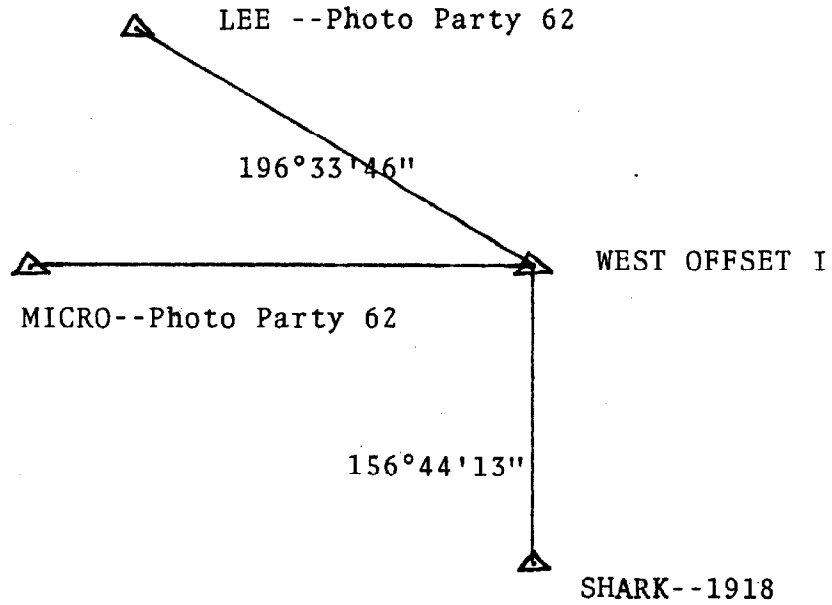 LEE --Photo Party 62
196°33'46"
WEST OFFSET I
MICRO--Photo Party 62
156°44'13"
SHARK--1918